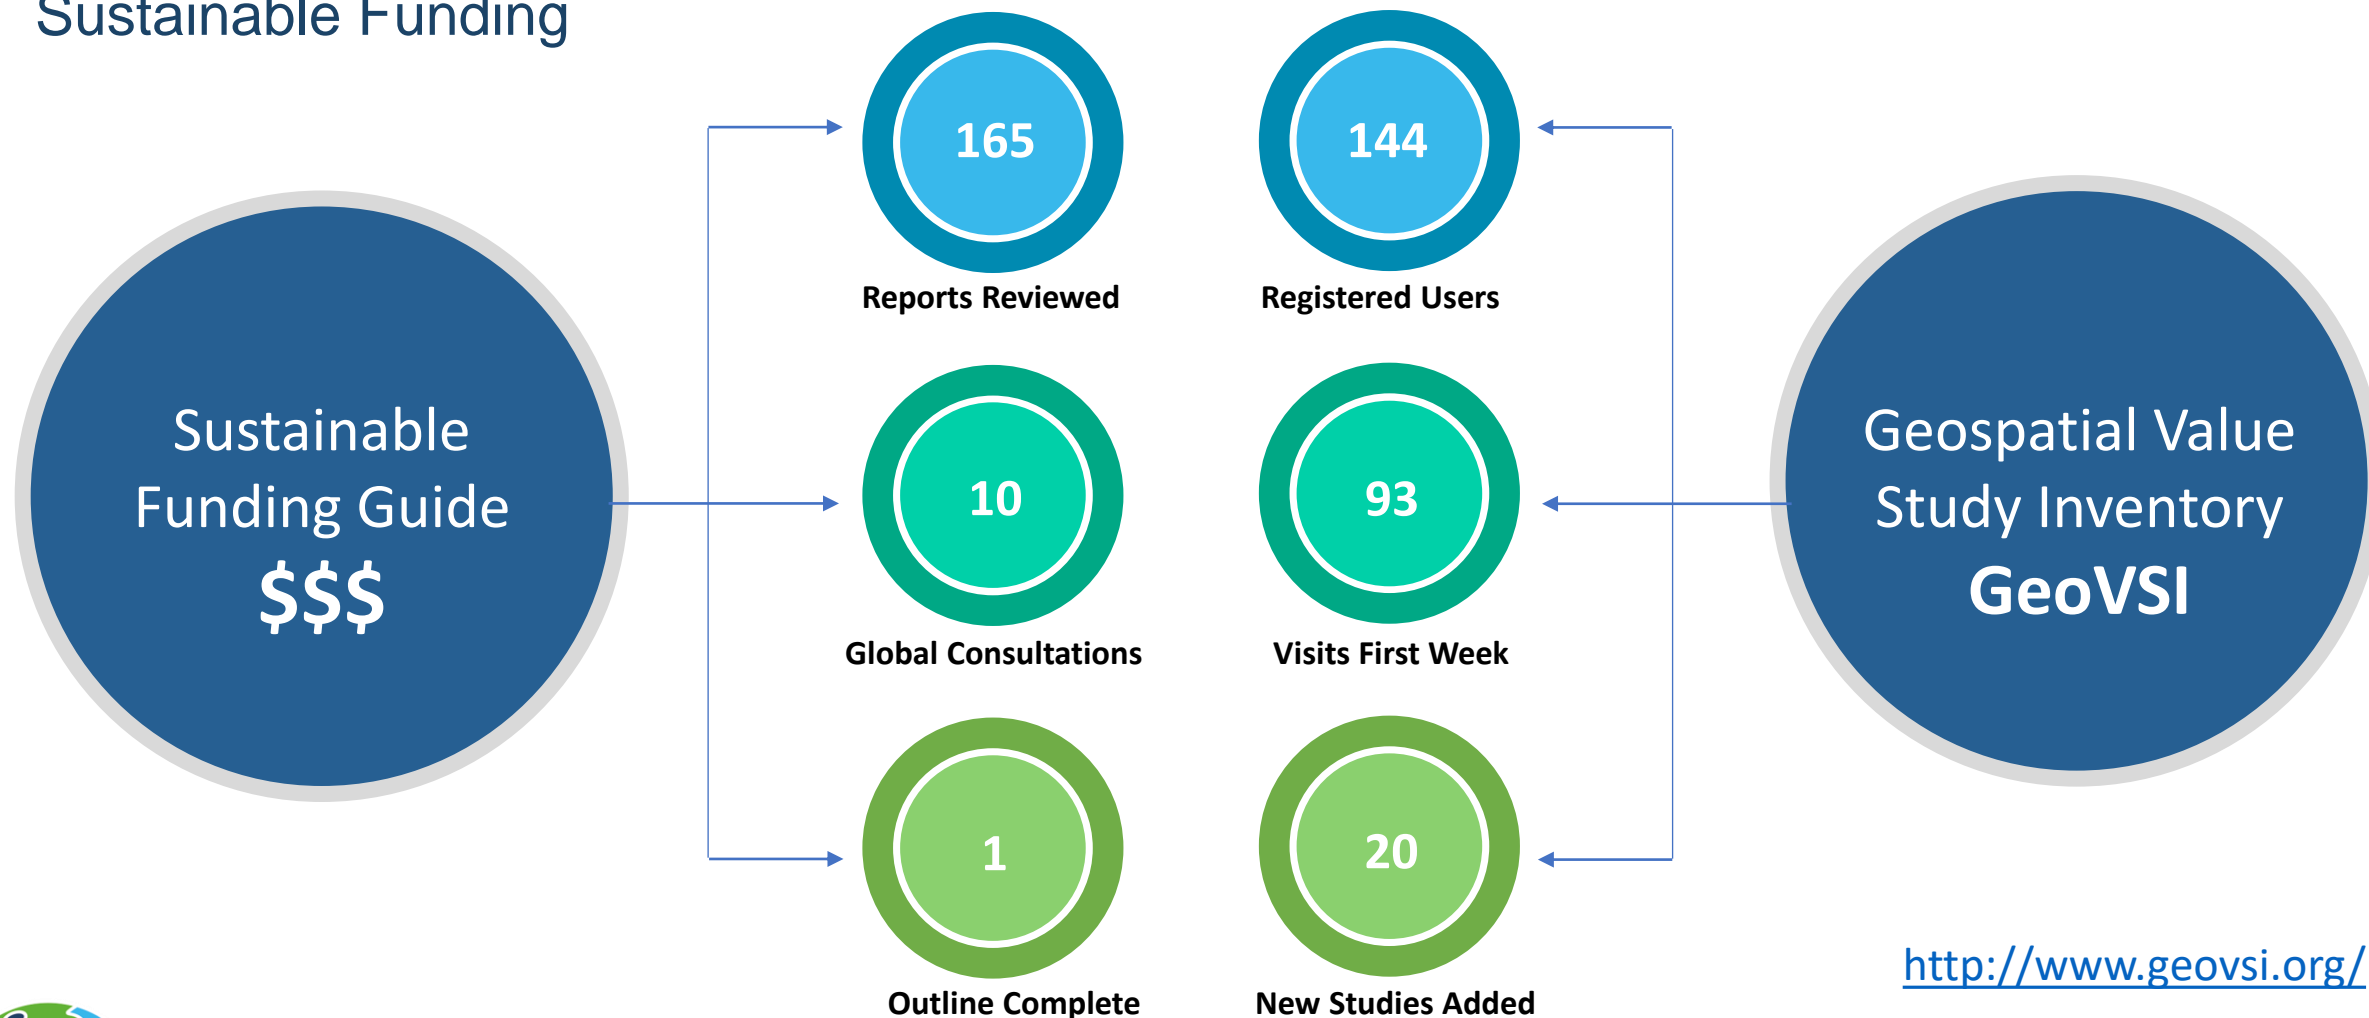 Sustainable Funding
Sustainable
Funding Guide
$$$
165
Reports Reviewed
10
Global Consultations
1
Outline Complete
144
Registered Users
93
Visits First Week
20
New Studies Added
Geospatial Value
Study Inventory
GeoVSI
http://www.geovsi.org/